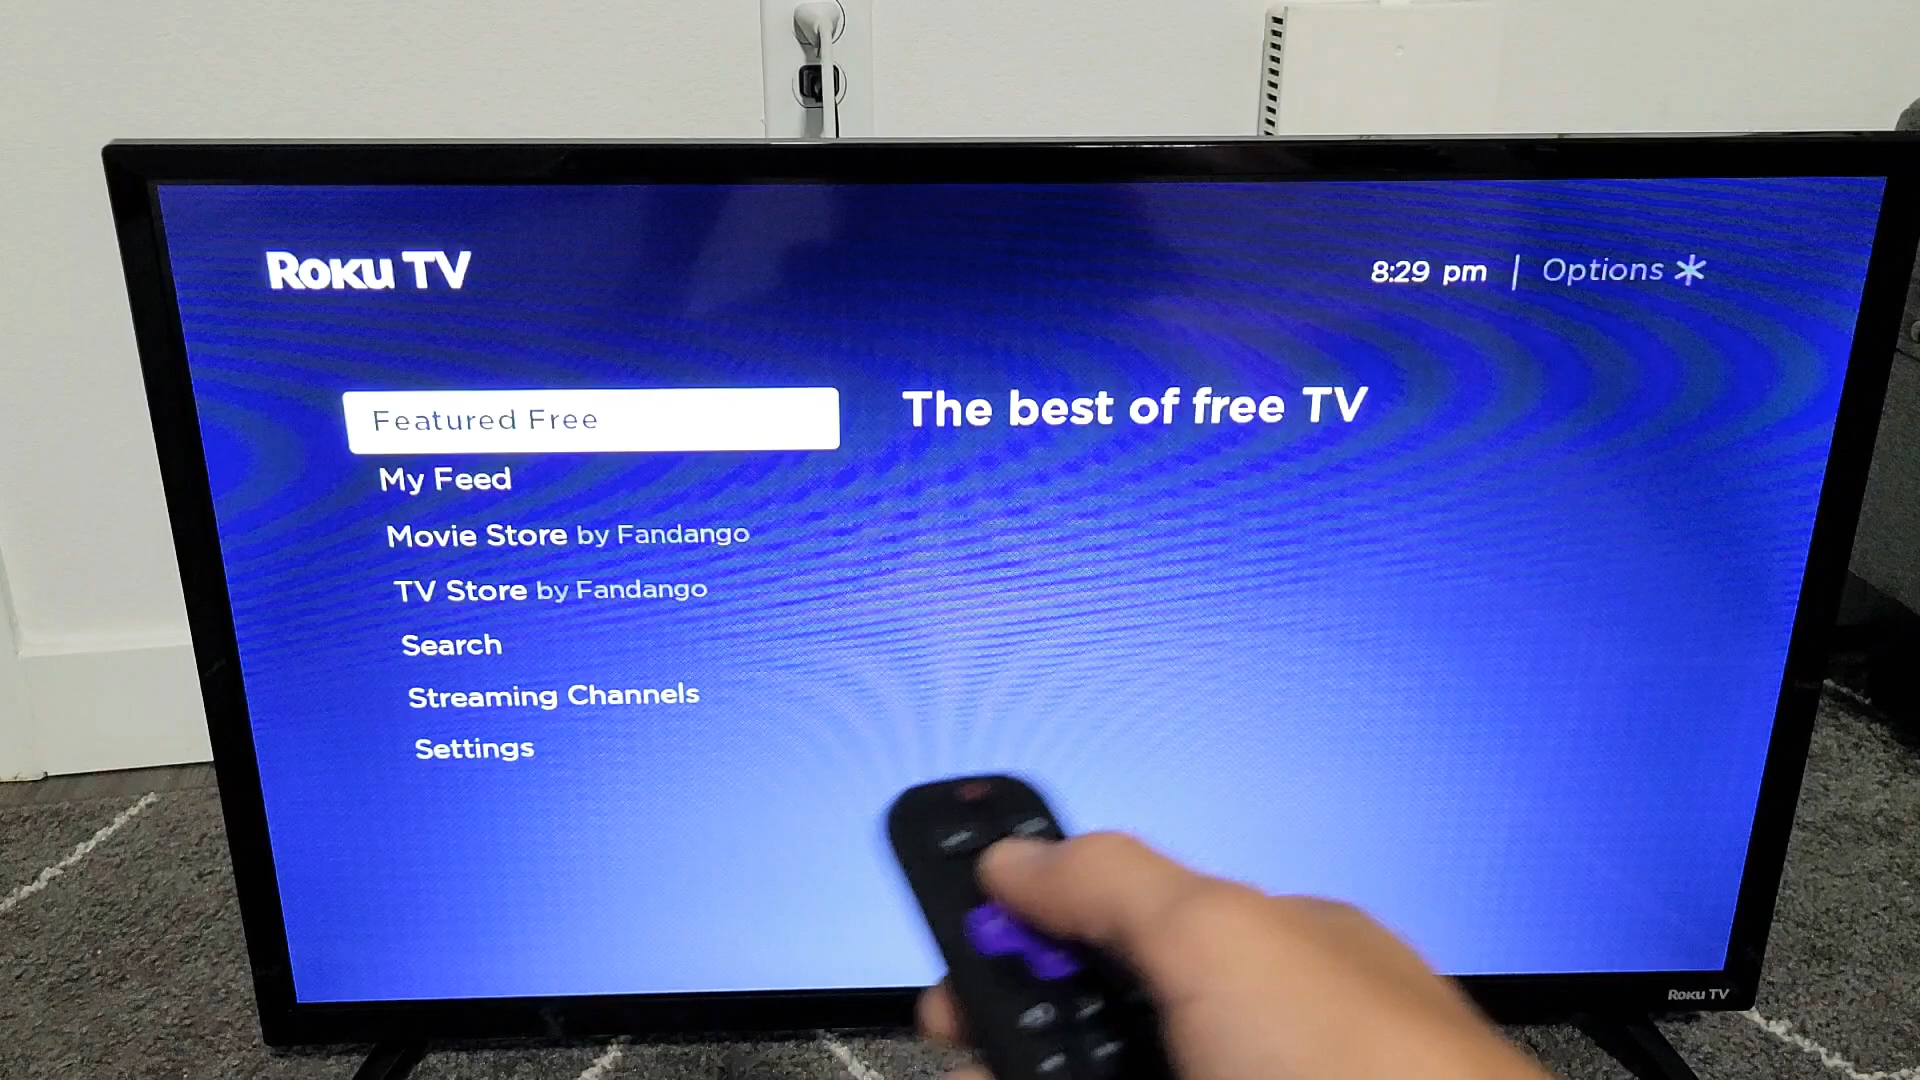 Roku TV
8:29 pm | Options *
Featured Free
The best of free TV
My Feed
Movie Store by Fandango
TV Store by Fandango
Search
Streaming Channels
Settings
Roku TV